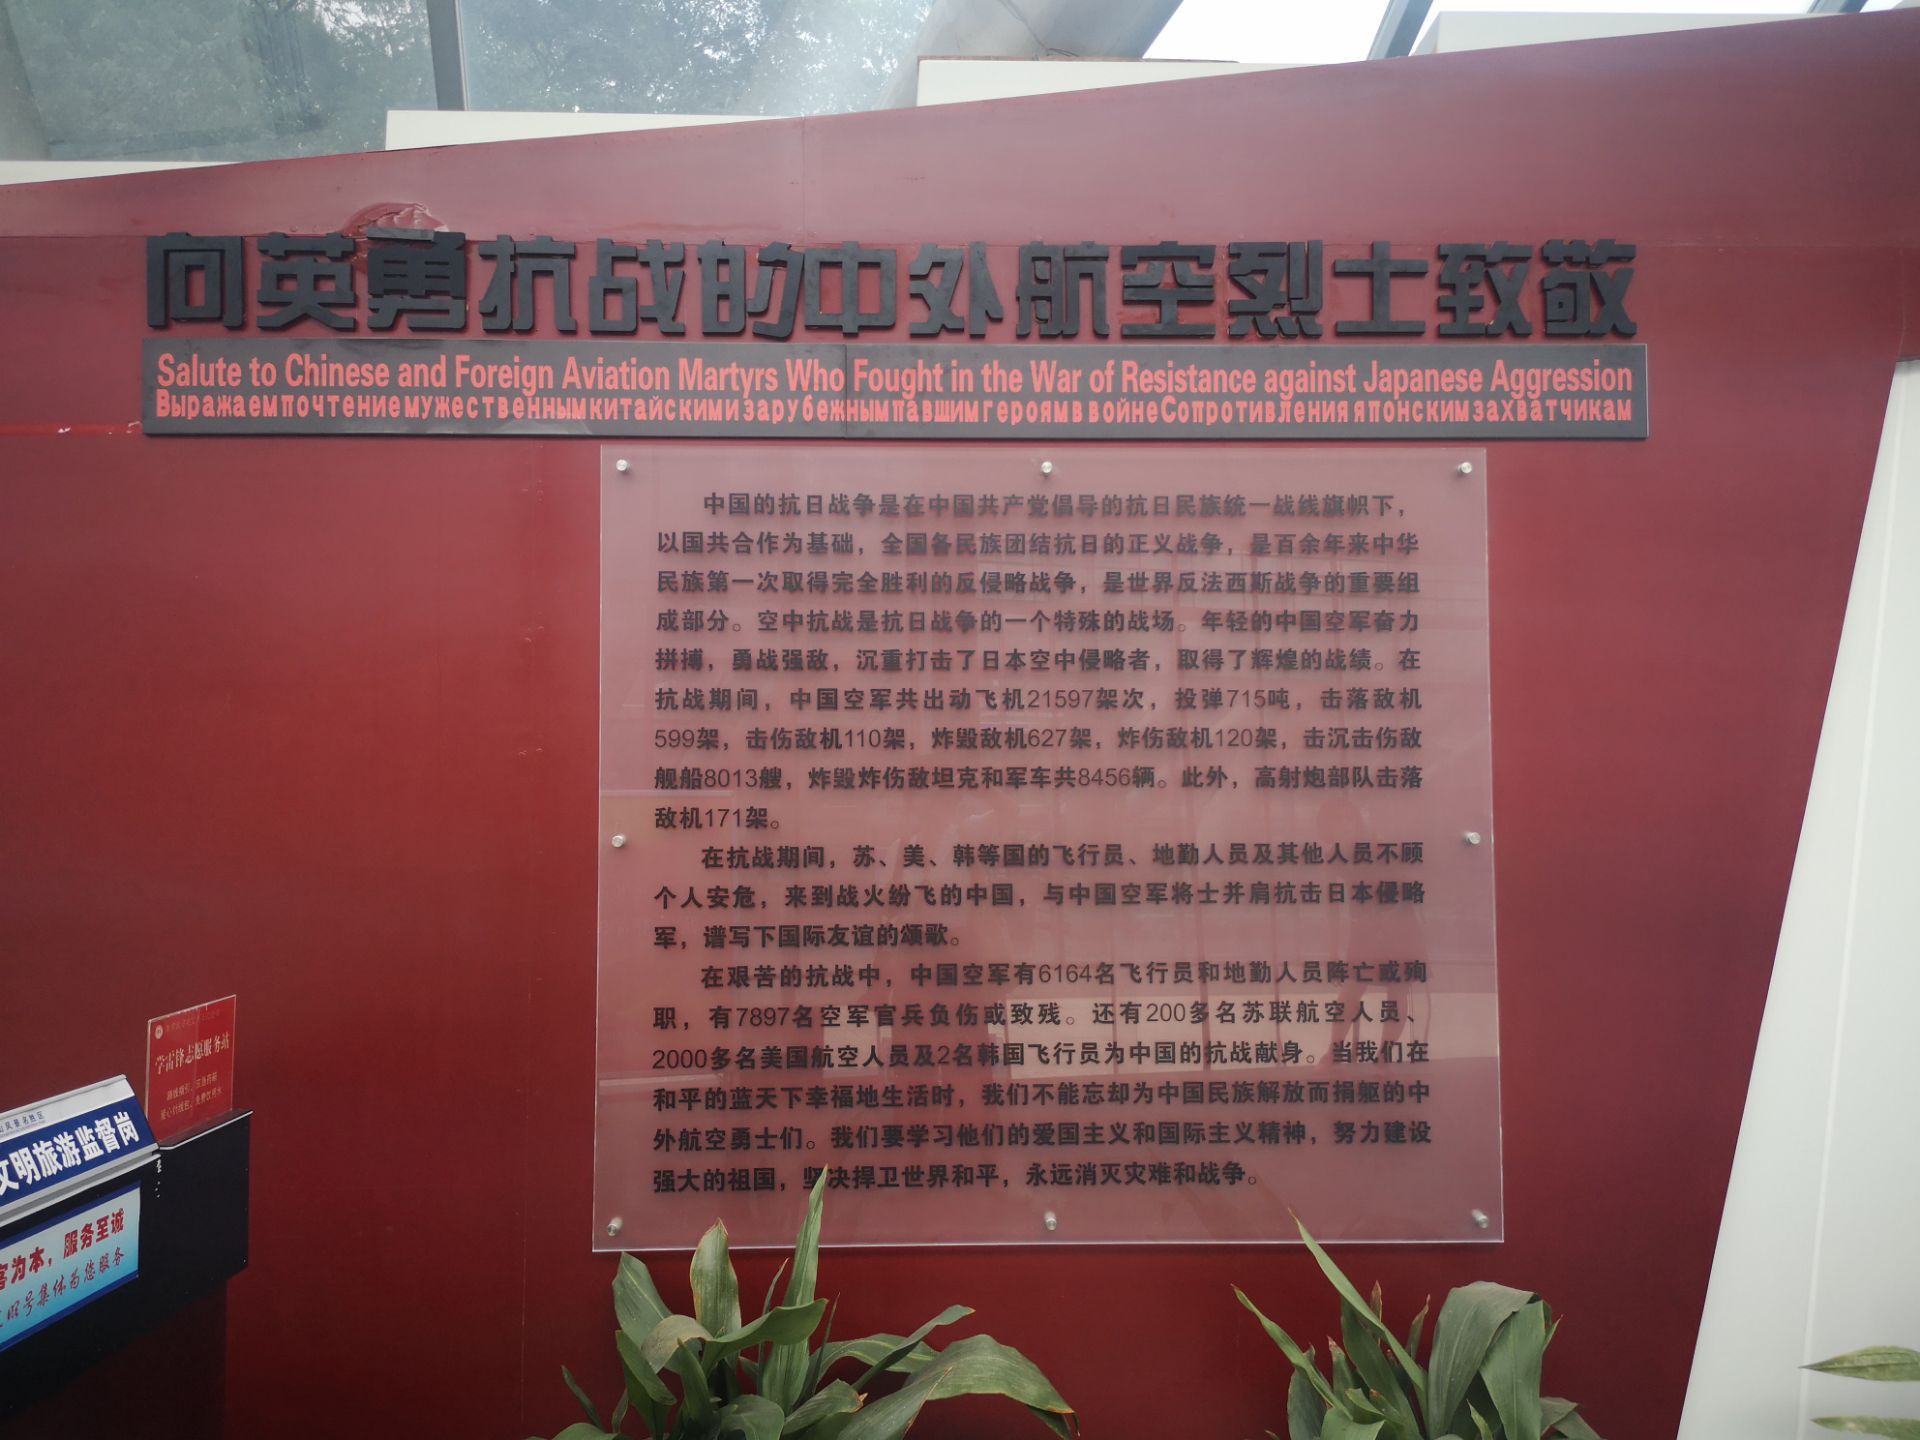 向英勇抗战的中外航空烈士致敬
Salute to Chinese and Foreign Aviation Martyrs Who Fought in the War of Resistance against Japanese Aggression
Выражаем почтение мужественным китайским и зарубежным павшим героям в войне Сопротивления японским захватчикам
中国的抗日战争是在中国共产党倡导的抗日民族统一战线旗帜下，
以国共合作为基础，全国各民族团结抗日的正义战争，是百余年来中华
民族第一次取得完全胜利的反侵略战争，是世界反法西斯战争的重要组
成部分。空中抗战是抗日战争的一个特殊的战场。年轻的中国空军奋力
拼搏，勇战强敌，沉重打击了日本空中侵略者，取得了辉煌的战绩。在
抗战期间，中国空军共出动飞机21597架次，投弹715吨，击落敌机
599架，击伤敌机110架，炸毁敌机627架，炸伤敌机120架，击沉击伤敌
舰船8013艘，炸毁炸伤敌坦克和军车共8456辆。此外，高射炮部队击落
敌机171架。
在抗战期间，苏、美、韩等国的飞行员、地勤人员及其他人员不顾
个人安危，来到战火纷飞的中国，与中国空军将士并肩抗击日本侵略
军，谱写下国际友谊的颂歌。
在艰苦的抗战中，中国空军有6164名飞行员和地勤人员阵亡或殉
职，有7897名空军官兵负伤或致残。还有200多名苏联航空人员、
2000多名美国航空人员及2名韩国飞行员为中国的抗战献身。当我们在
和平的蓝天下幸福地生活时，我们不能忘却为中国民族解放而捐躯的中
外航空勇士们。我们要学习他们的爱国主义和国际主义精神，努力建设
强大的祖国，坚决捍卫世界和平，永远消灭灾难和战争。
学雷锋志愿服务站
山风景名胜区
文明旅游监督岗
客为本，服务至诚
号集体为您服务